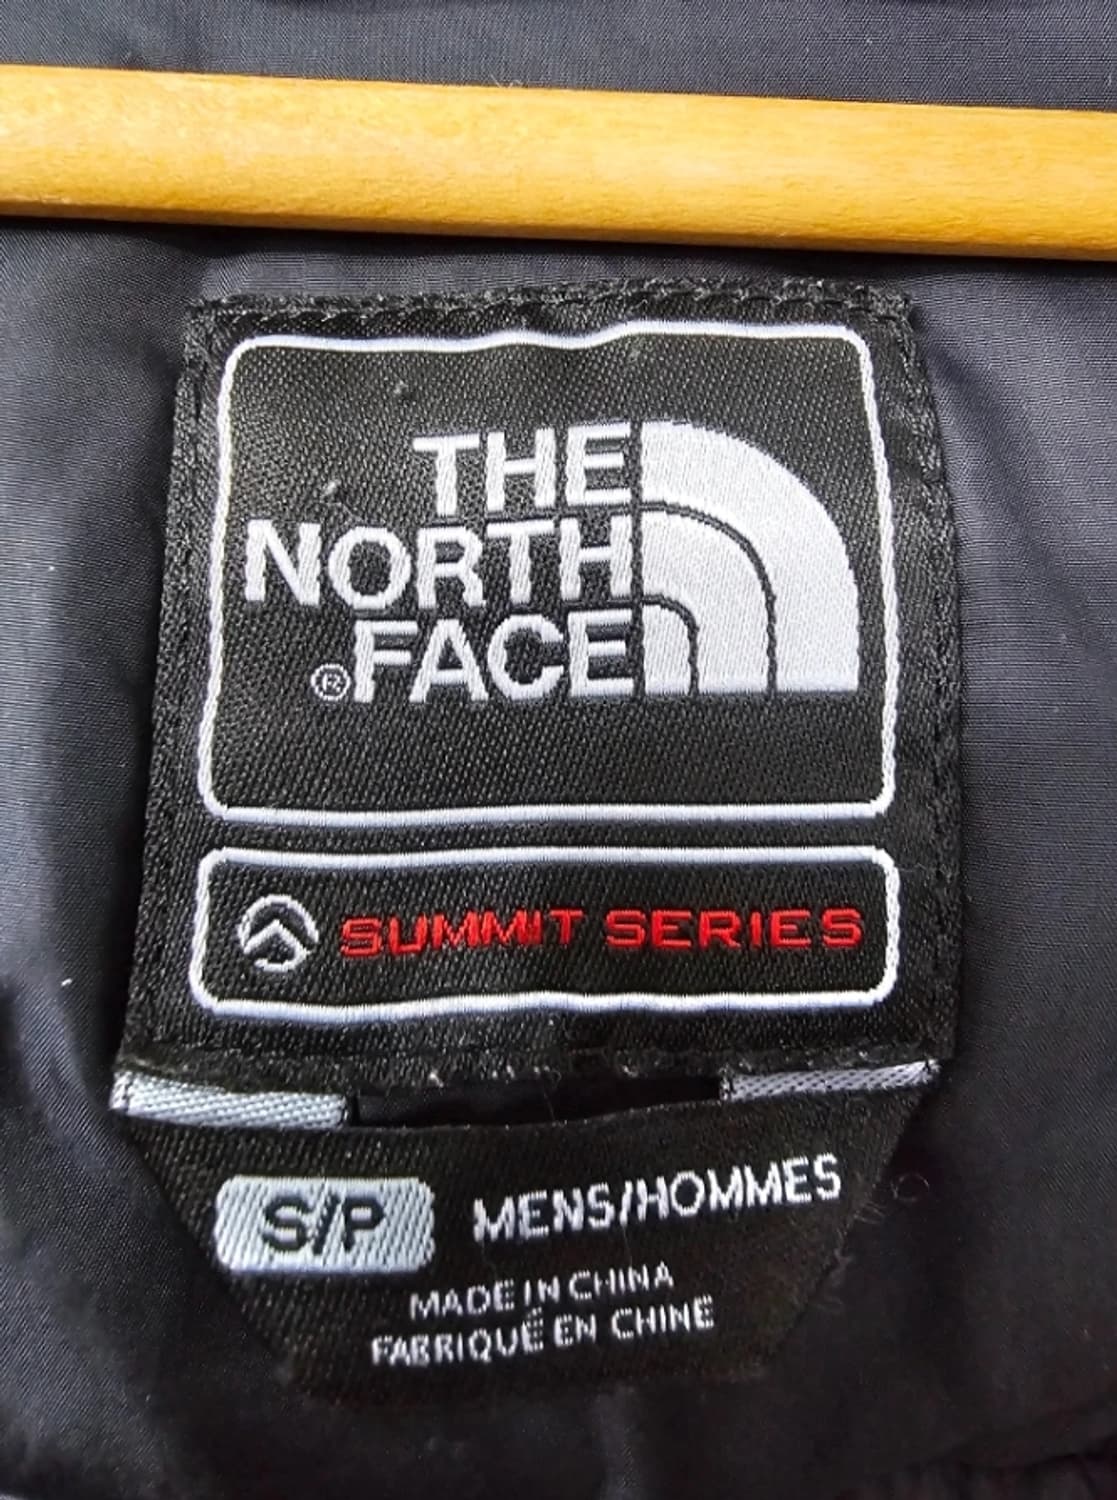 THE
NORTH
®FACE
SUMMIT SERIES
S/P MENS/HOMMES
MADE IN CHINA
FABRIQUÉ EN CHINE